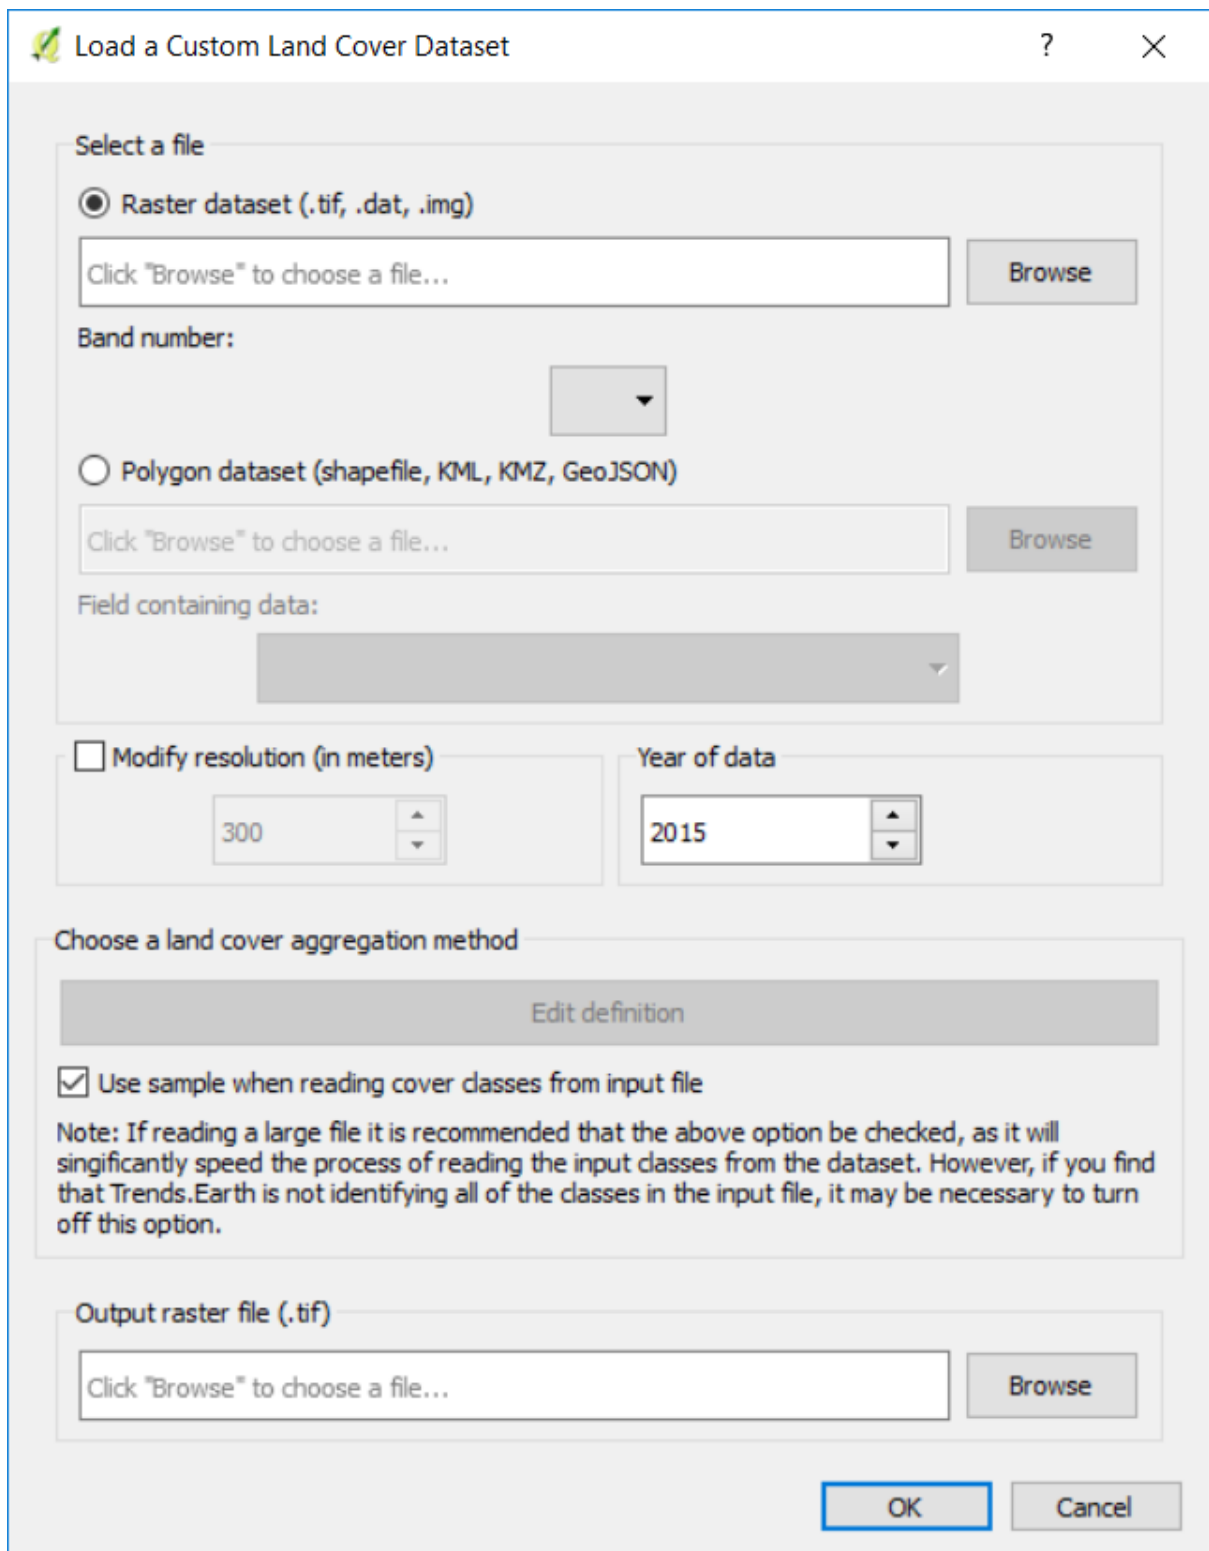 Load a Custom Land Cover Dataset
?
Select a file
Raster dataset (.tif, .dat, .img)
Click "Browse" to choose a file...
Browse
Band number:
Polygon dataset (shapefile, KML, KMZ, GeoJSON)
Click "Browse" to choose a file...
Browse
Field containing data:
Modify resolution (in meters)
Year of data
300
2015
Choose a land cover aggregation method
Edit definition
Use sample when reading cover classes from input file
Note: If reading a large file it is recommended that the above option be checked, as it will
singificantly speed the process of reading the input classes from the dataset. However, if you find
that Trends.Earth is not identifying all of the classes in the input file, it may be necessary to turn
off this option.
Output raster file (.tif)
Click "Browse" to choose a file...
Browse
OK
Cancel